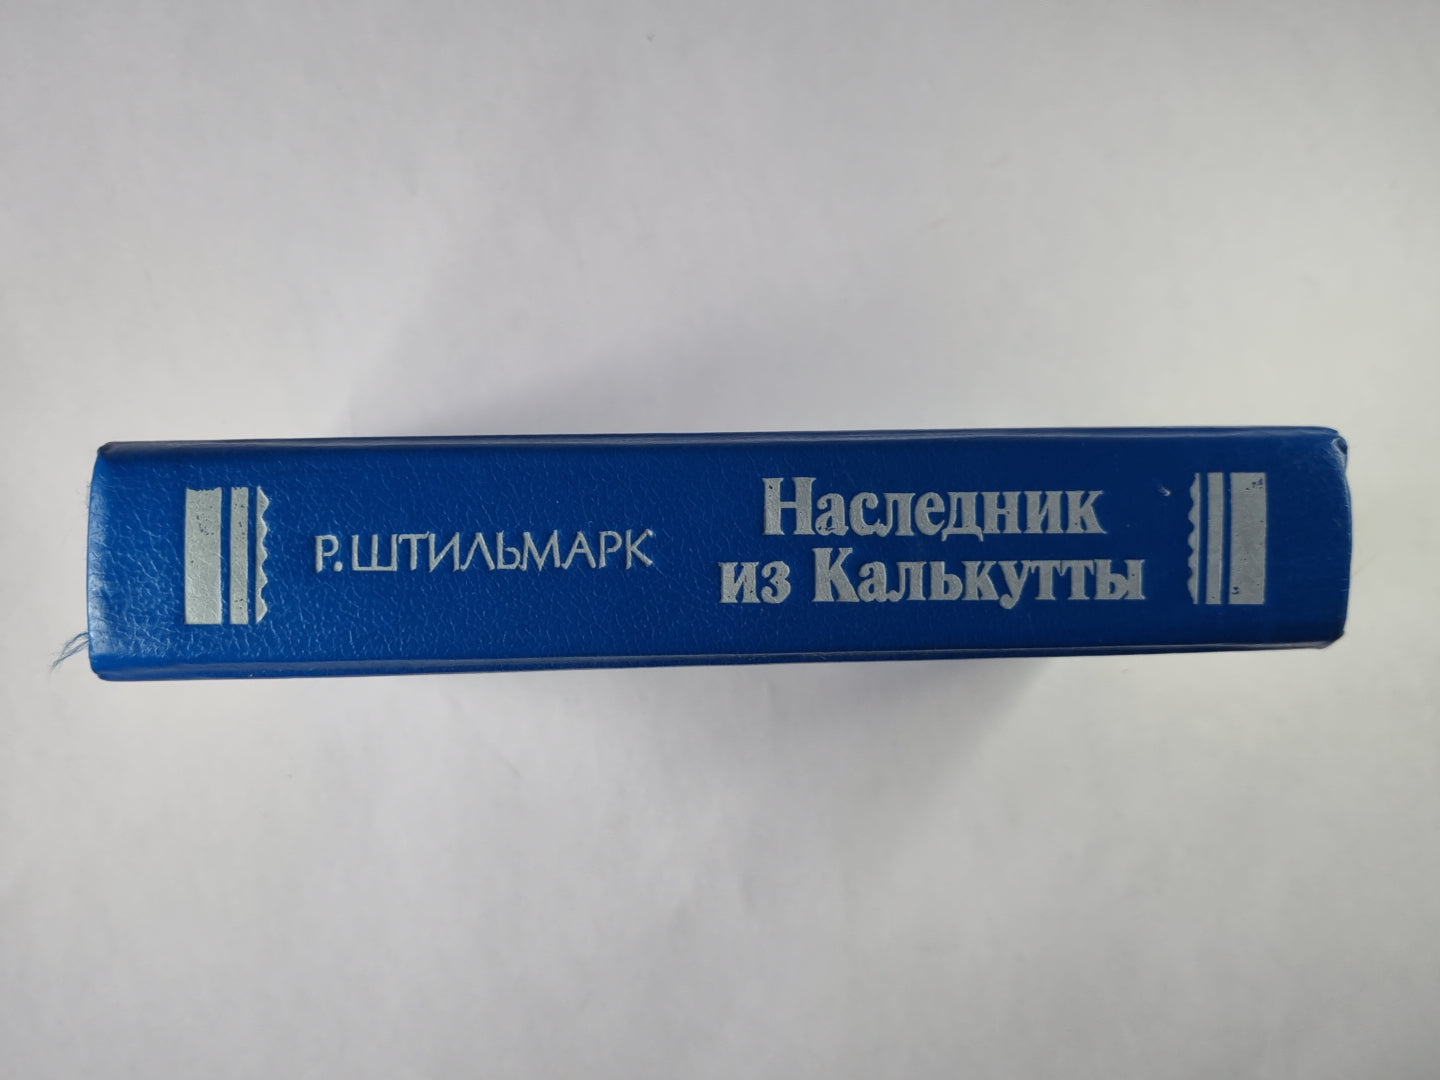 Р. ШТИЛЬМАРК
Наследник
из Калькутты